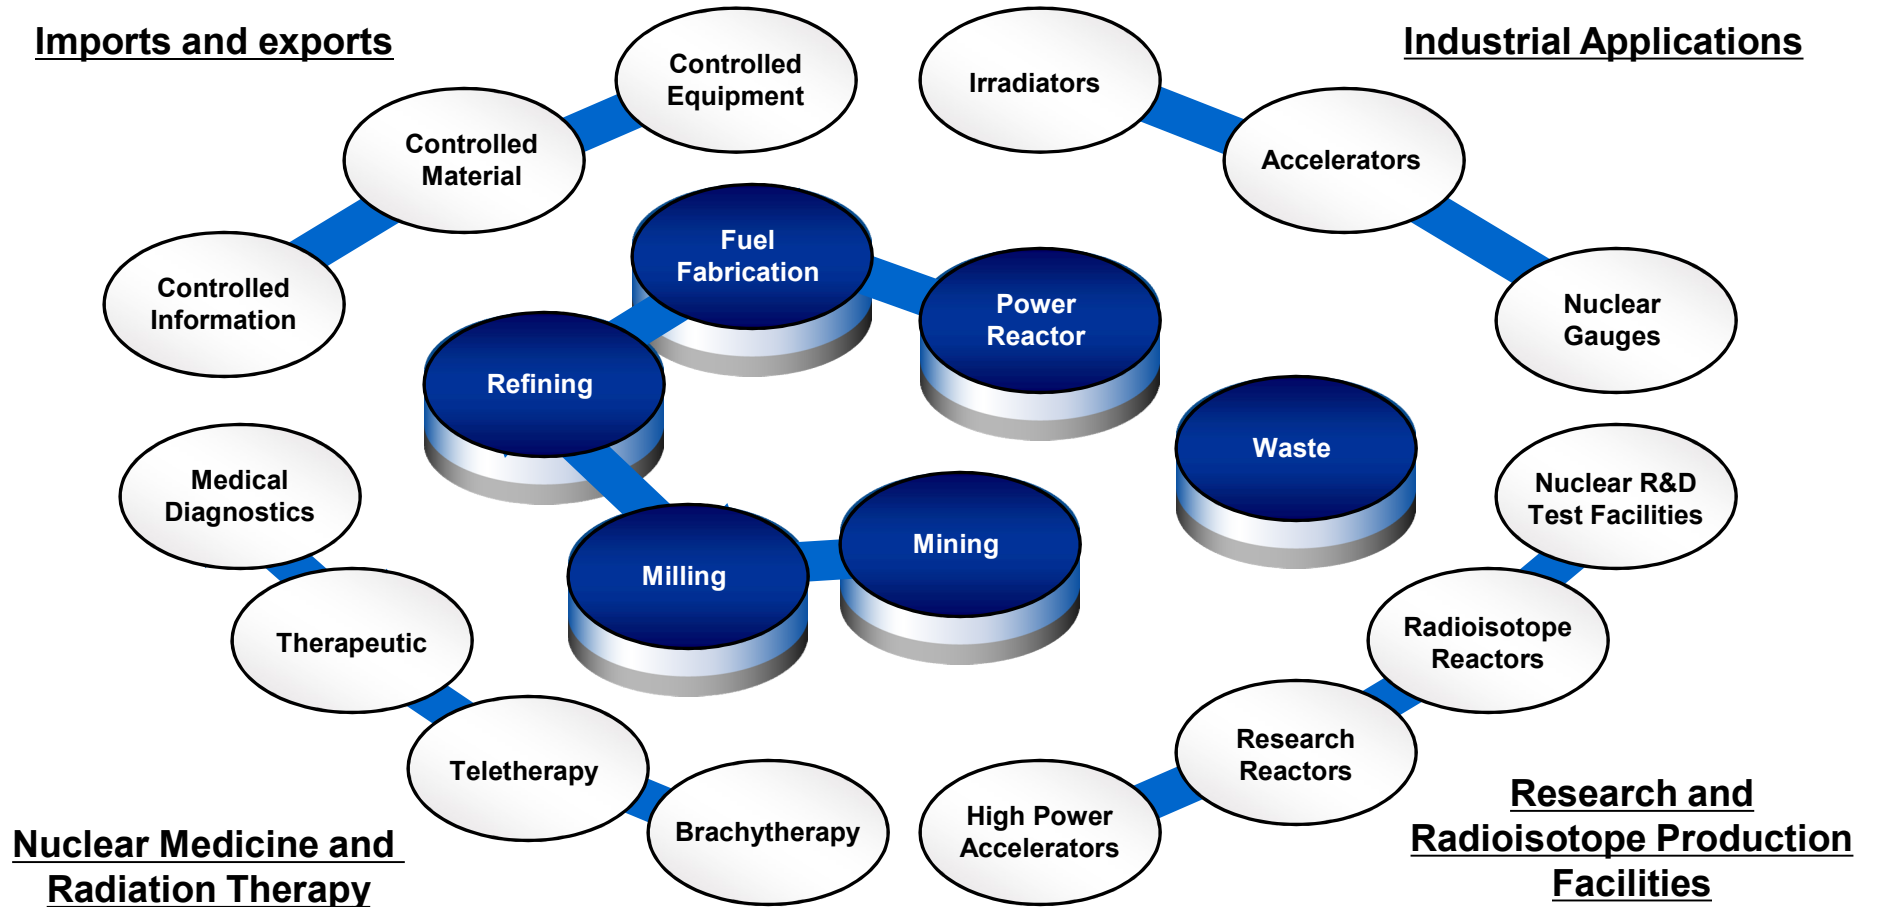 Imports and exports
Controlled
Equipment
Controlled
Material
Controlled
Information
Industrial Applications
Irradiators
Accelerators
Nuclear
Gauges
Fuel
Fabrication
Power
Reactor
Refining
Waste
Milling
Mining
Medical
Diagnostics
Therapeutic
Teletherapy
Brachytherapy
Nuclear Medicine and
Radiation Therapy
Nuclear R&D
Test Facilities
Radioisotope
Reactors
Research
Reactors
High Power
Accelerators
Research and
Radioisotope Production
Facilities